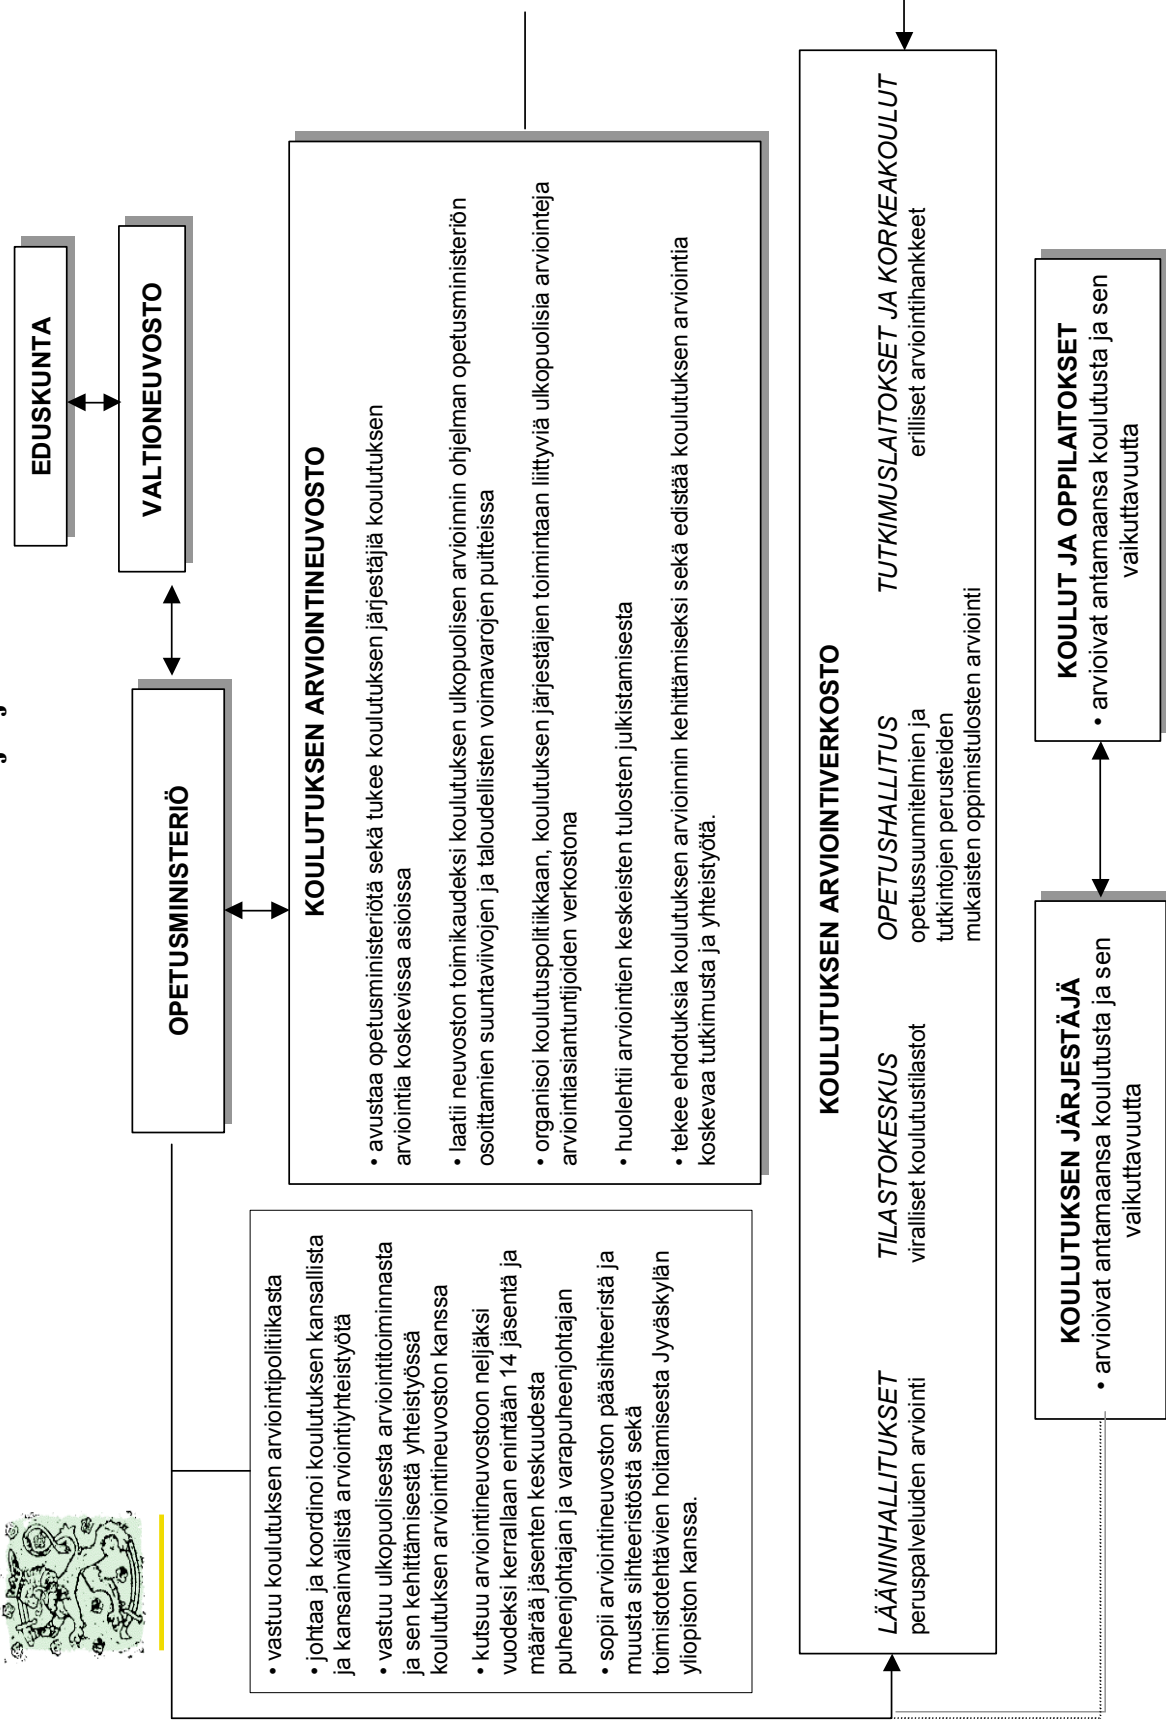 EDUSKUNTA
VALTIONEUVOSTO
OPETUSMINISTERIÖ
• vastuu koulutuksen arviointipolitiikasta
• johtaa ja koordinoi koulutuksen kansallista
ja kansainvälistä arviointiyhteistyötä
• vastuu ulkopuolisesta arviointitoiminnasta
ja sen kehittämisestä yhteistyössä
koulutuksen arviointineuvoston kanssa
• kutsuu arviointineuvostoon neljäksi
vuodeksi kerrallaan enintään 14 jäsentä ja
määrää jäsenten keskuudesta
puheenjohtajan ja varapuheenjohtajan
• sopii arviointineuvoston pääsihteeristä ja
muusta sihteeristöstä sekä
toimistotehtävien hoitamisesta Jyväskylän
yliopiston kanssa.
KOULUTUKSEN ARVIOINTINEUVOSTO
• avustaa opetusministeriötä sekä tukee koulutuksen järjestäjiä koulutuksen
arviointia koskevissa asioissa
• laatii neuvoston toimikaudeksi koulutuksen ulkopuolisen arvioinnin ohjelman opetusministeriön
osoittamien suuntaviivojen ja taloudellisten voimavarojen puitteissa
• organisoi koulutuspolitiikkaan, koulutuksen järjestäjien toimintaan liittyviä ulkopuolisia arviointeja
arviointiasiantuntijoiden verkostona
• huolehtii arviointien keskeisten tulosten julkistamisesta
• tekee ehdotuksia koulutuksen arvioinnin kehittämiseksi sekä edistää koulutuksen arviointia
koskevaa tutkimusta ja yhteistyötä.
KOULUTUKSEN ARVIOINTIVERKOSTO
LÄÄNINHALLITUKSET
peruspalveluiden arviointi
TILASTOKESKUS
viralliset koulutustilastot
OPETUSHALLITUS
opetussuunnitelmien ja
tutkintojen perusteiden
mukaisten oppimistulosten arviointi
TUTKIMUSLAITOKSET JA KORKEAKOULUT
erilliset arviointihankkeet
KOULUTUKSEN JÄRJESTÄJÄ
• arvioivat antamaansa koulutusta ja sen
vaikuttavuutta
KOULUT JA OPPILAITOKSET
• arvioivat antamaansa koulutusta ja sen
vaikuttavuutta